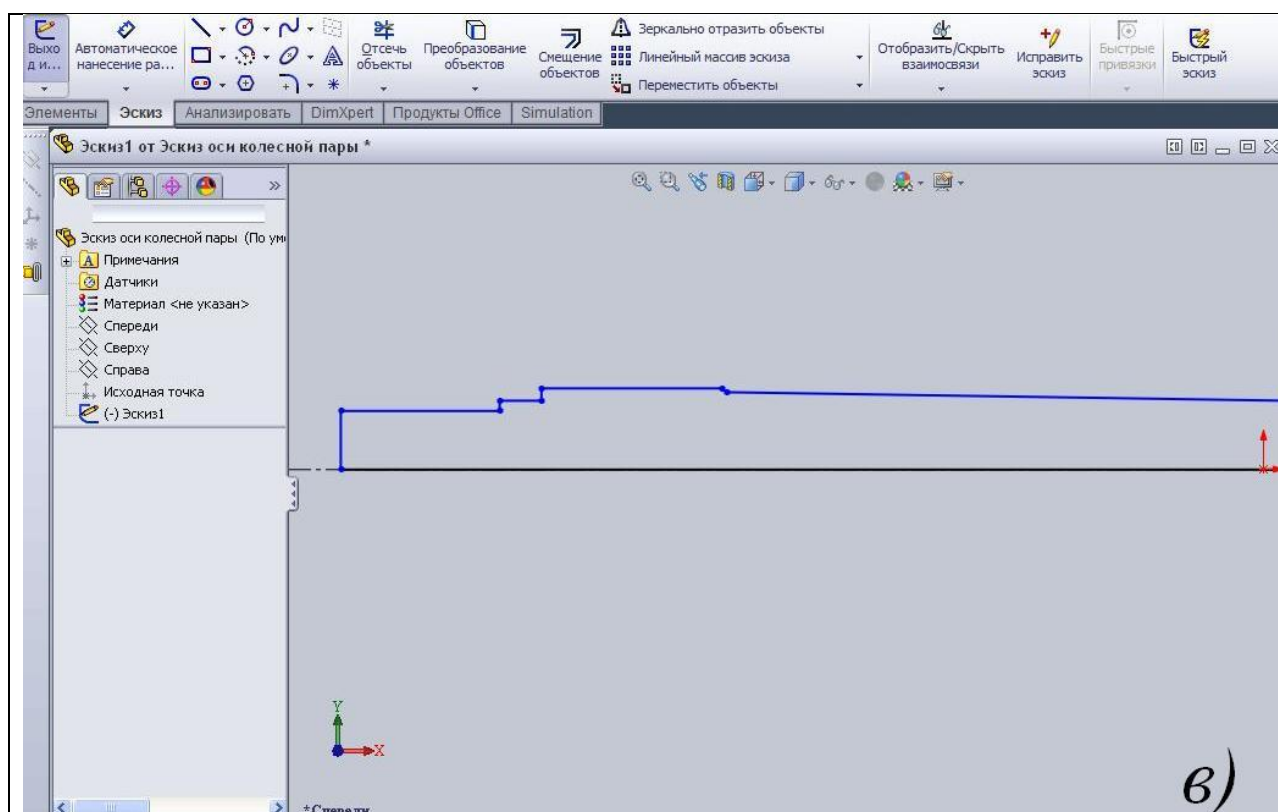 Выхо
д и...
Автоматическое
нанесение ра...
Отсечь
объекты
Преобразование
объектов
Смещение
объектов
Зеркально отразить объекты
Линейный массив эскиза
Переместить объекты
Отобразить/Скрыть
взаимосвязи
Исправить
эскиз
Быстрые
привязки
Быстрый
эскиз
Элементы Эскиз Анализировать DimXpert Продукты Office Simulation
Эскиз1 от Эскиз оси колесной пары *
Эскиз оси колесной пары (По ум
Примечания
Датчики
Материал <не указан>
Спереди
Сверху
Справа
Исходная точка
(-) Эскиз1
Y
X
*Спереди
в)